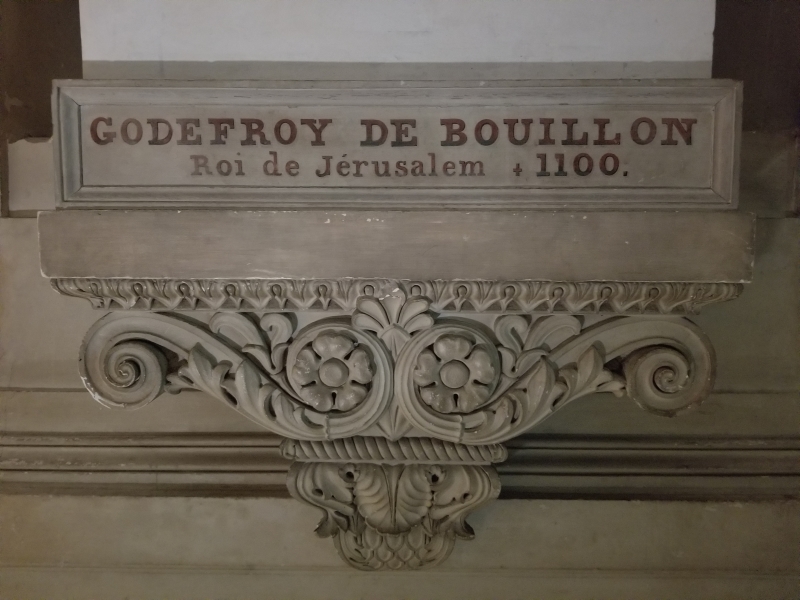 GODEFROY DE BOUILLON
Roi de Jérusalem + 1100.